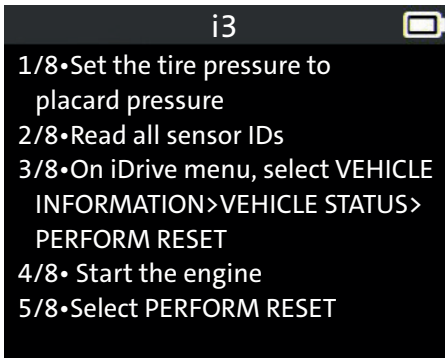 i3
1/8•Set the tire pressure to
placard pressure
2/8•Read all sensor IDs
3/8•On iDrive menu, select VEHICLE
INFORMATION>VEHICLE STATUS>
PERFORM RESET
4/8• Start the engine
5/8•Select PERFORM RESET